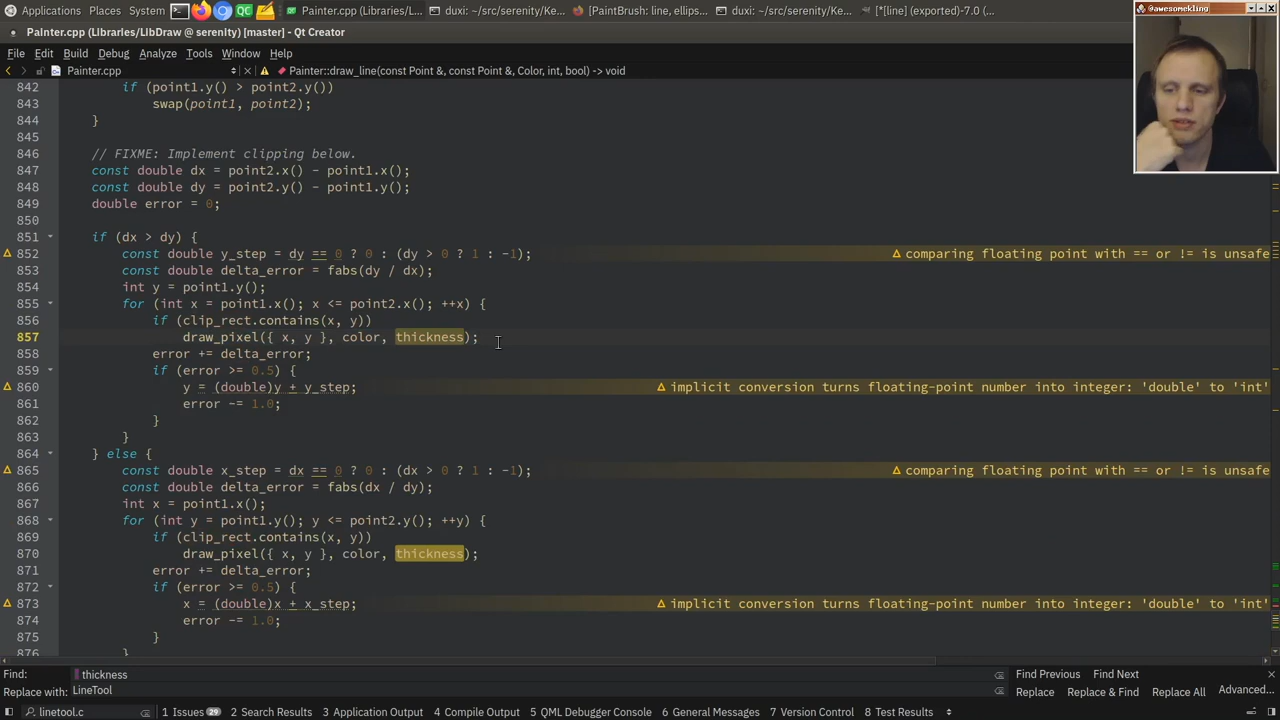 Applications Places System Painter.cpp (Libraries/L... duxi: ~/src/serenity/Ke... [PaintBrush: line, ellips... duxi: ~/src/serenity/Ke... [*[line] (exported)-7.0 (...
@awesomekling
Painter.cpp (Libraries/LibDraw @ serenity) [master] - Qt Creator
File Edit Build Debug Analyze Tools Window Help
Painter.cpp Painter::draw_line(const Point &, const Point &, Color, int, bool) -> void
842 if (point1.y() > point2.y())
843 swap(point1, point2);
844 }
845
846 // FIXME: Implement clipping below.
847 const double dx = point2.x() - point1.x();
848 const double dy = point2.y() - point1.y();
849 double error = 0;
850
851 if (dx > dy) {
852 const double y_step = dy == 0 ? 0 : (dy > 0 ? 1 : -1); comparing floating point with == or != is unsafe
853 const double delta_error = fabs(dy / dx);
854 int y = point1.y();
855 for (int x = point1.x(); x <= point2.x(); ++x) {
856 if (clip_rect.contains(x, y))
857 draw_pixel({ x, y }, color, thickness);
858 error += delta_error;
859 if (error >= 0.5) {
860 y = (double)y + y_step; implicit conversion turns floating-point number into integer: 'double' to 'int'
861 error -= 1.0;
862 }
863 }
864 } else {
865 const double x_step = dx == 0 ? 0 : (dx > 0 ? 1 : -1); comparing floating point with == or != is unsafe
866 const double delta_error = fabs(dx / dy);
867 int x = point1.x();
868 for (int y = point1.y(); y <= point2.y(); ++y) {
869 if (clip_rect.contains(x, y))
870 draw_pixel({ x, y }, color, thickness);
871 error += delta_error;
872 if (error >= 0.5) {
873 x = (double)x + x_step; implicit conversion turns floating-point number into integer: 'double' to 'int'
874 error -= 1.0;
875 }
876 }
Find: thickness Find Previous Find Next
Replace with: LineTool Replace Replace & Find Replace All Advanced...
linetool.c 1 Issues 29 2 Search Results 3 Application Output 4 Compile Output 5 QML Debugger Console 6 General Messages 7 Version Control 8 Test Results